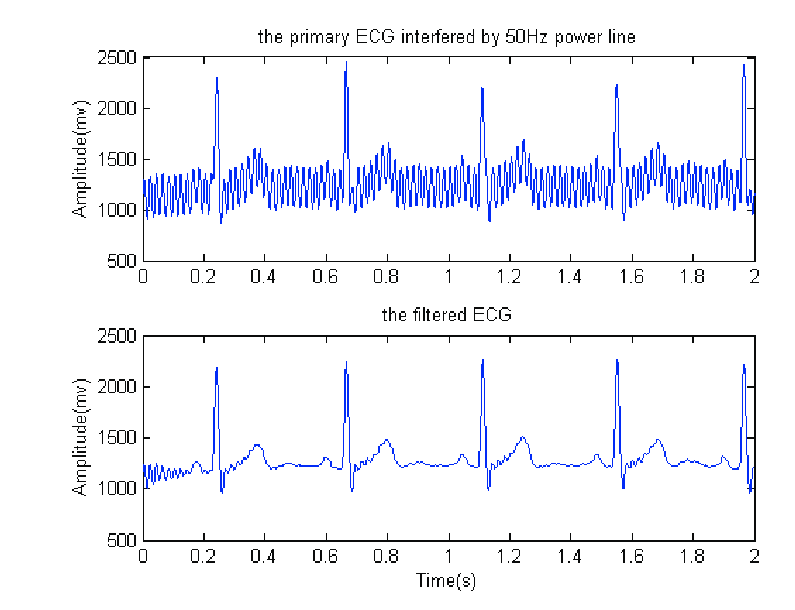 the primary ECG interfered by 50Hz power line
2500
2000
1500
1000
500
Amplitude(mv)
0 0.2 0.4 0.6 0.8 1 1.2 1.4 1.6 1.8 2
the filtered ECG
2500
2000
1500
1000
500
Amplitude(mv)
0 0.2 0.4 0.6 0.8 1 1.2 1.4 1.6 1.8 2
Time(s)